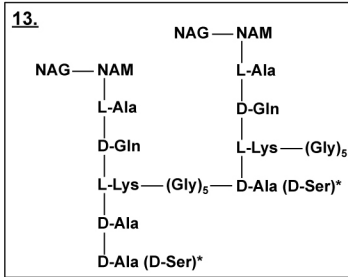 13.
NAG — NAM
L-Ala
D-Gln
L-Lys — (Gly)5
D-Ala (D-Ser)*
NAG — NAM
L-Ala
D-Gln
L-Lys — (Gly)5
D-Ala
D-Ala (D-Ser)*